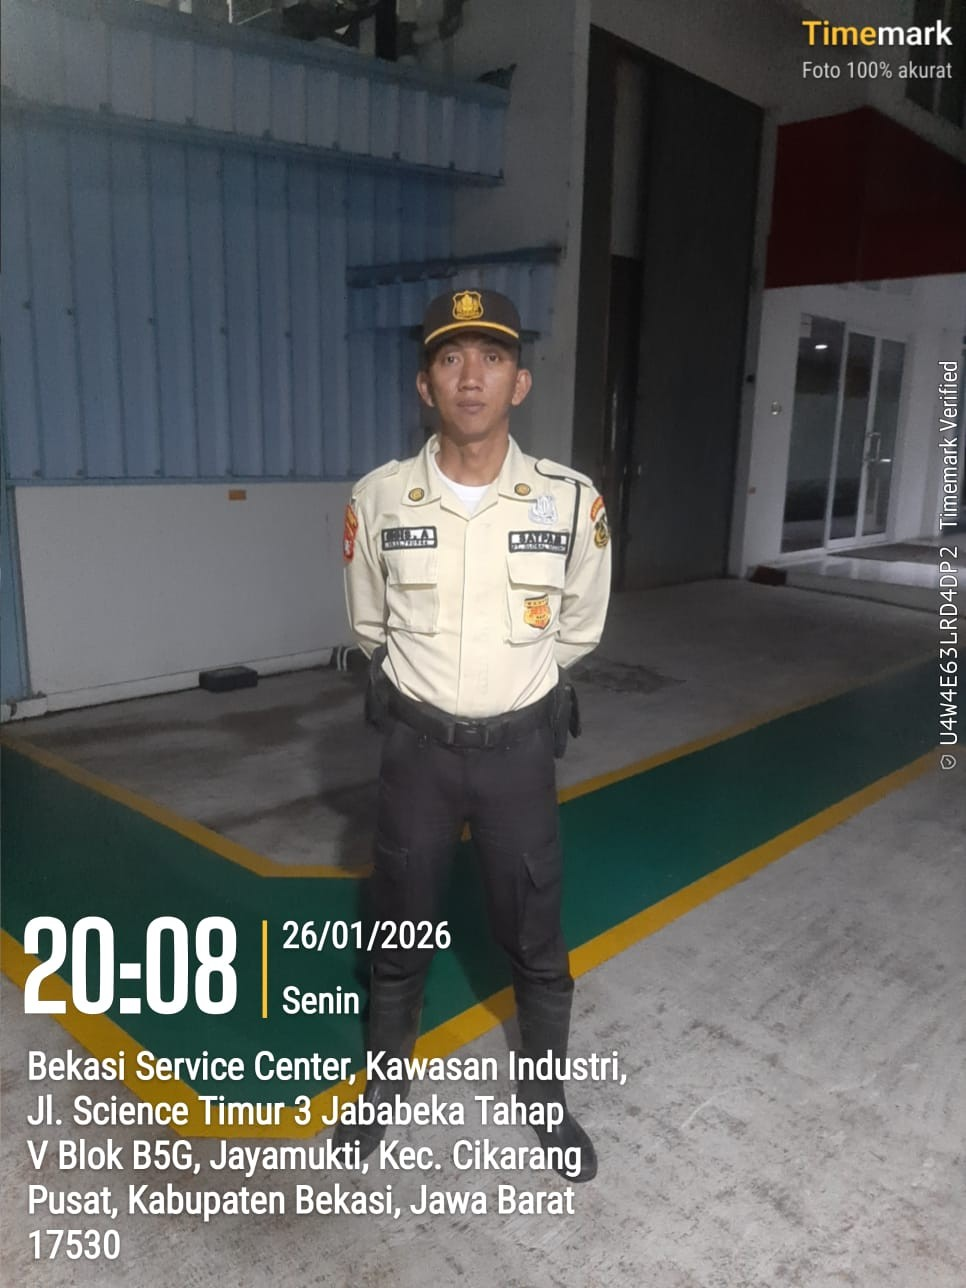 Timemark
Foto 100% akurat
SATPAM
20:08
26/01/2026
Senin
Bekasi Service Center, Kawasan Industri,
Jl. Science Timur 3 Jababeka Tahap
V Blok B5G, Jayamukti, Kec. Cikarang
Pusat, Kabupaten Bekasi, Jawa Barat
17530
U4W4E63LRD4DP2 Timemark Verified